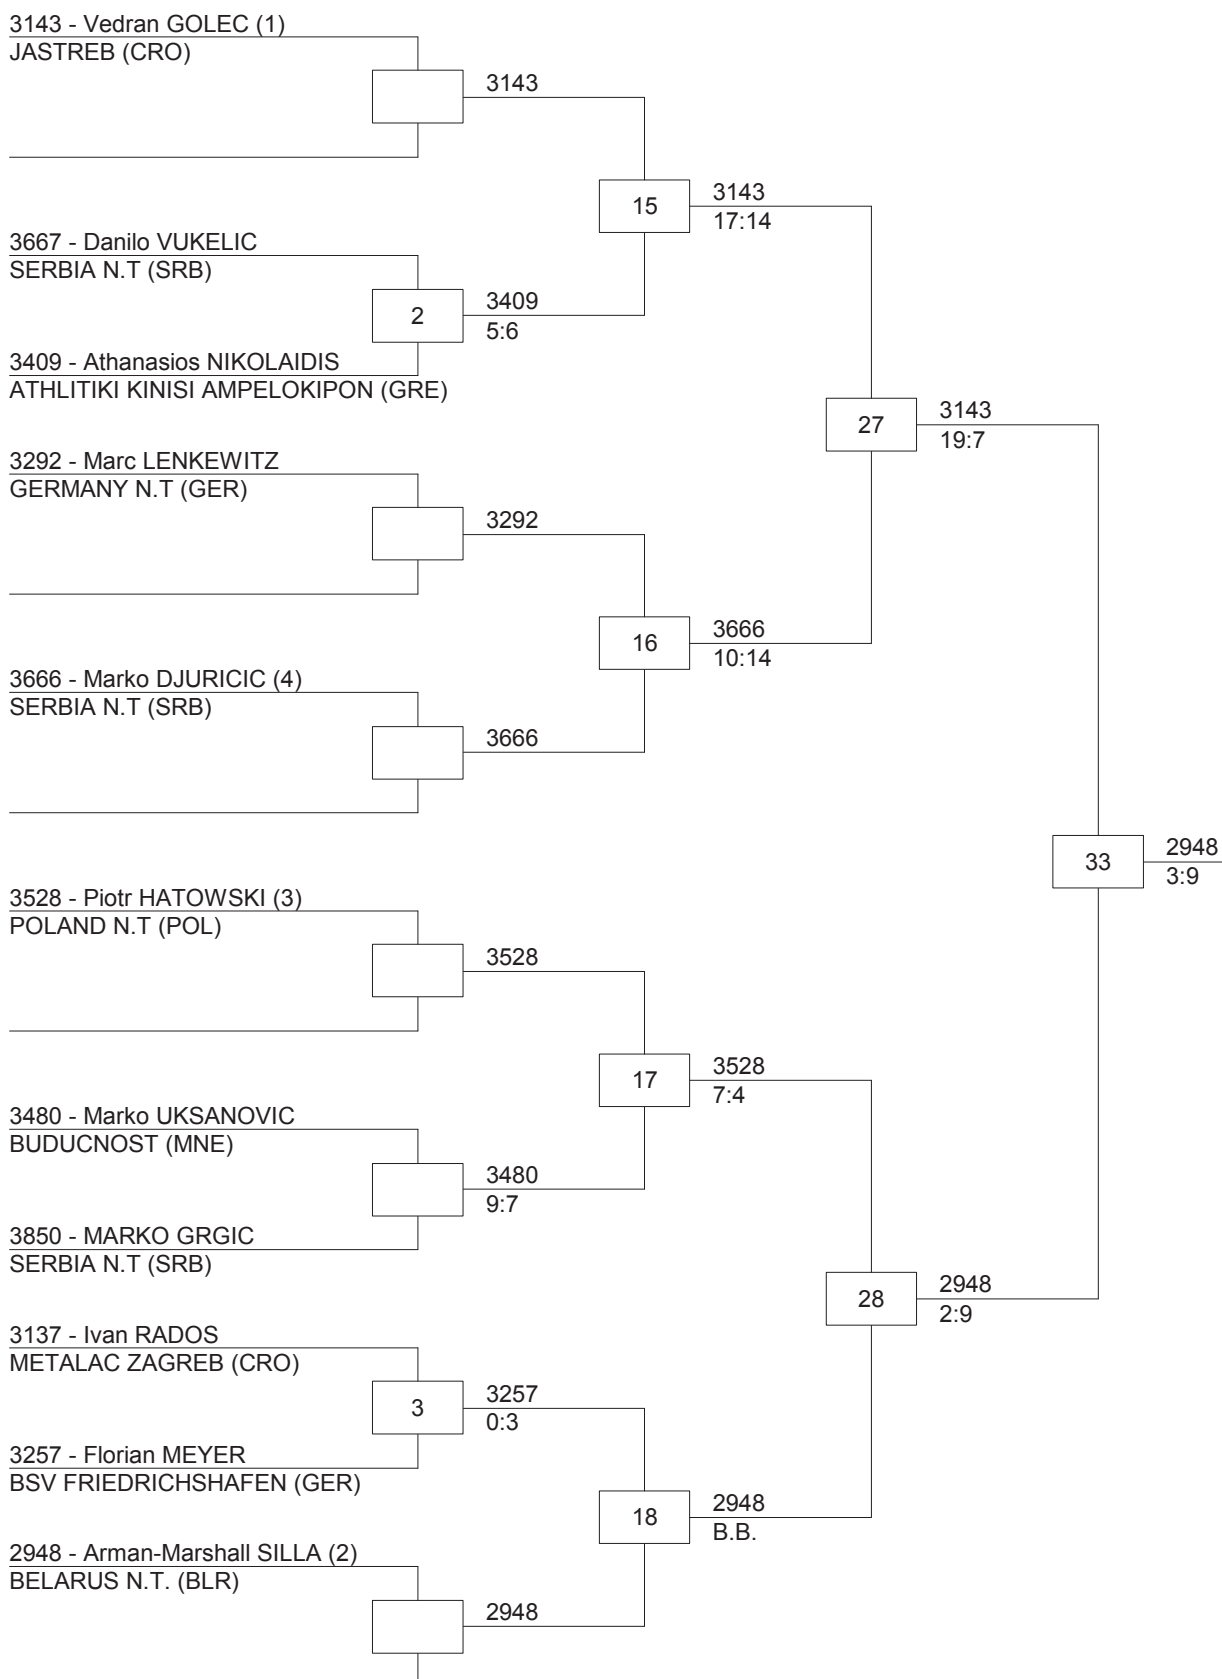 3143 - Vedran GOLEC (1)
JASTREB (CRO)
3143
15
3143
17:14
3667 - Danilo VUKELIC
SERBIA N.T (SRB)
2
3409
5:6
3409 - Athanasios NIKOLAIDIS
ATHLITIKI KINISI AMPELOKIPON (GRE)
27
3143
19:7
3292 - Marc LENKEWITZ
GERMANY N.T (GER)
3292
16
3666
10:14
3666 - Marko DJURICIC (4)
SERBIA N.T (SRB)
3666
33
2948
3:9
3528 - Piotr HATOWSKI (3)
POLAND N.T (POL)
3528
17
3528
7:4
3480 - Marko UKSANOVIC
BUDUCNOST (MNE)
3480
9:7
3850 - MARKO GRGIC
SERBIA N.T (SRB)
28
2948
2:9
3137 - Ivan RADOS
METALAC ZAGREB (CRO)
3
3257
0:3
3257 - Florian MEYER
BSV FRIEDRICHSHAFEN (GER)
18
2948
B.B.
2948 - Arman-Marshall SILLA (2)
BELARUS N.T. (BLR)
2948